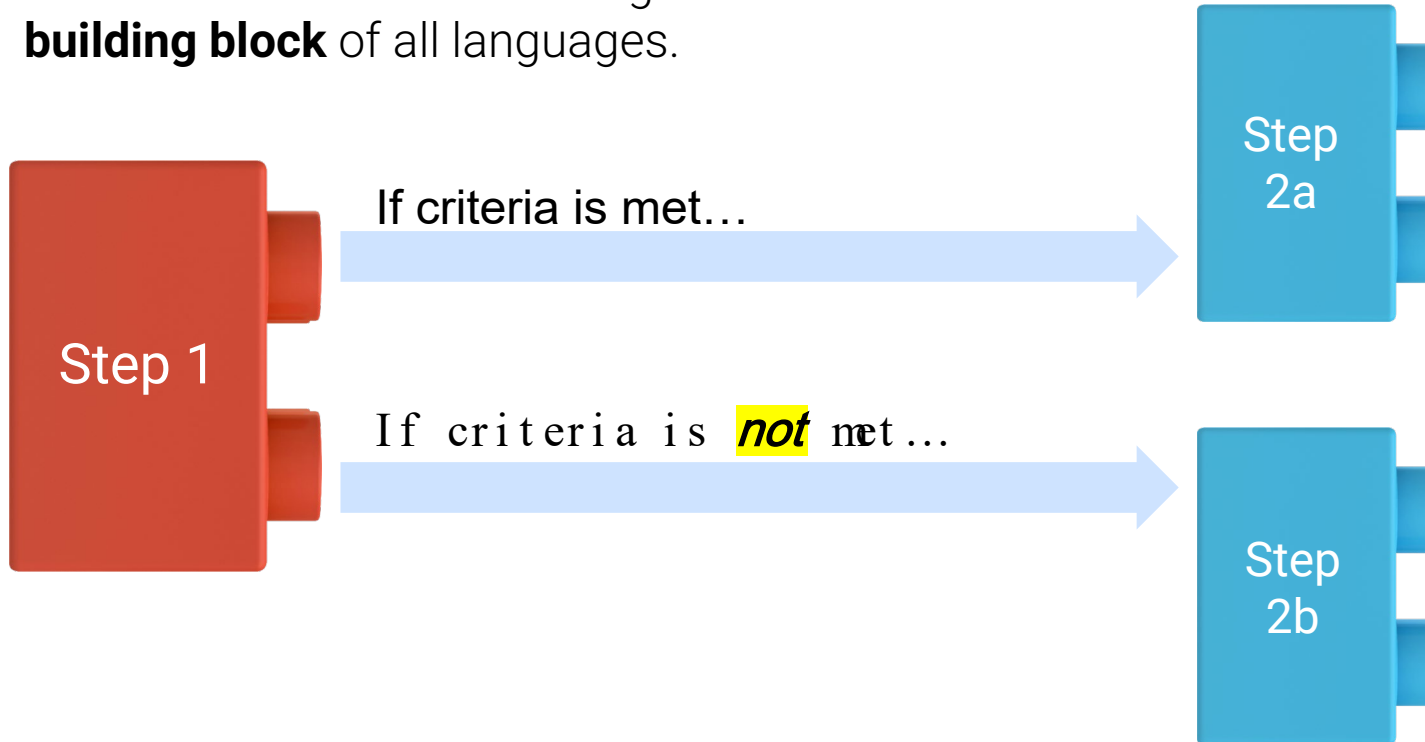 building block of all languages.
Step
2a
If criteria is met…
Step 1
If criteria is not met…
Step
2b